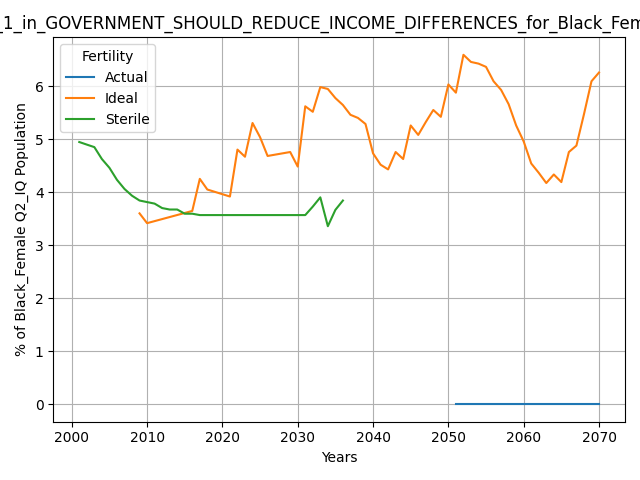 _1_in_GOVERNMENT_SHOULD_REDUCE_INCOME_DIFFERENCES_for_Black_Fem
Fertility
Actual
Ideal
Sterile
% of Black_Female Q2_IQ Population
6
5
4
3
2
1
0
2000 2010 2020 2030 2040 2050 2060 2070
Years